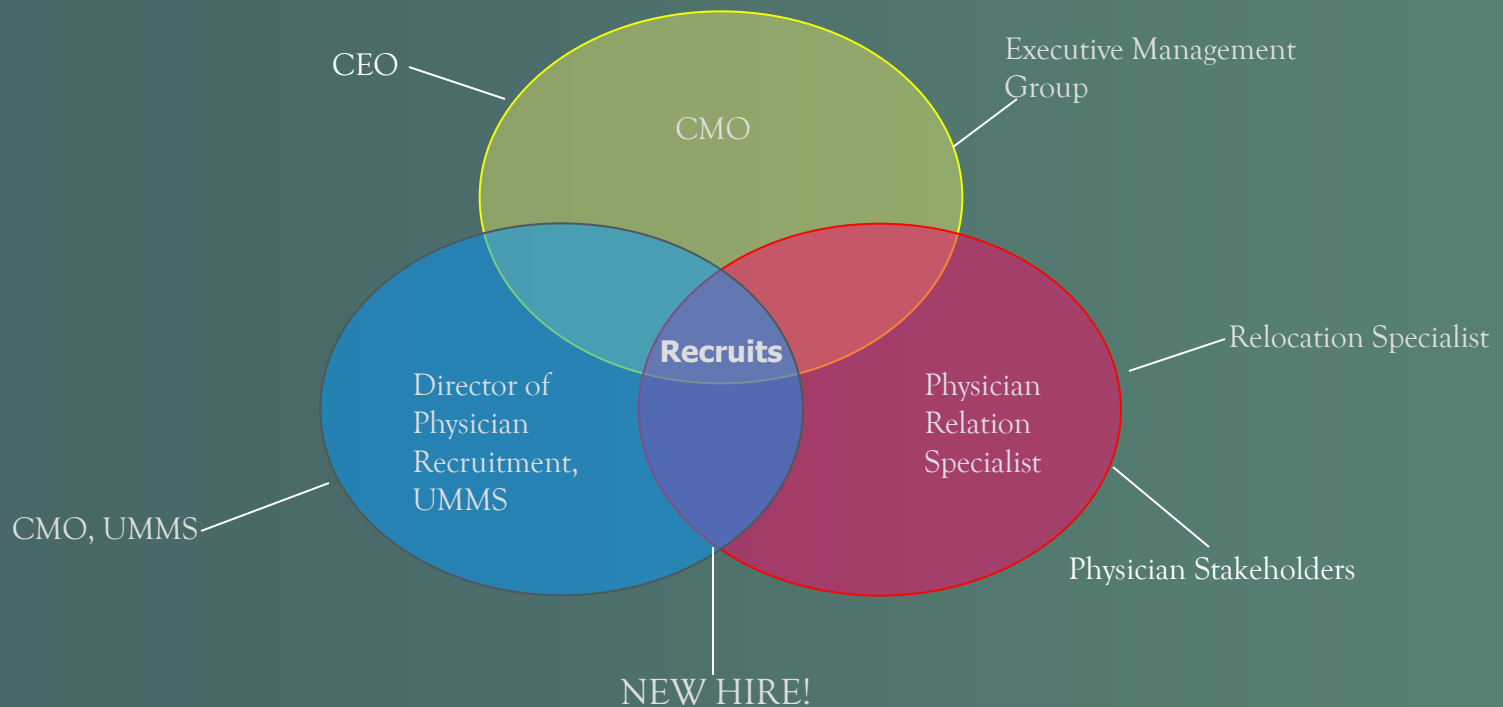 CEO
Executive Management
Group
CMO
Recruits
Relocation Specialist
Director of
Physician
Recruitment,
UMMS
Physician
Relation
Specialist
CMO, UMMS
Physician Stakeholders
NEW HIRE!